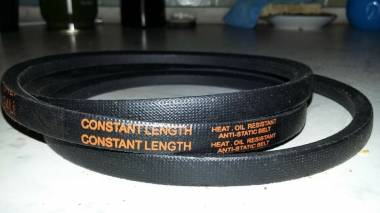 CONSTANT LENGTH HEAT, OIL RESISTANT
ANTI-STATIC BELT
CONSTANT LENGTH HEAT, OIL RESISTANT
ANTI-STATIC BELT